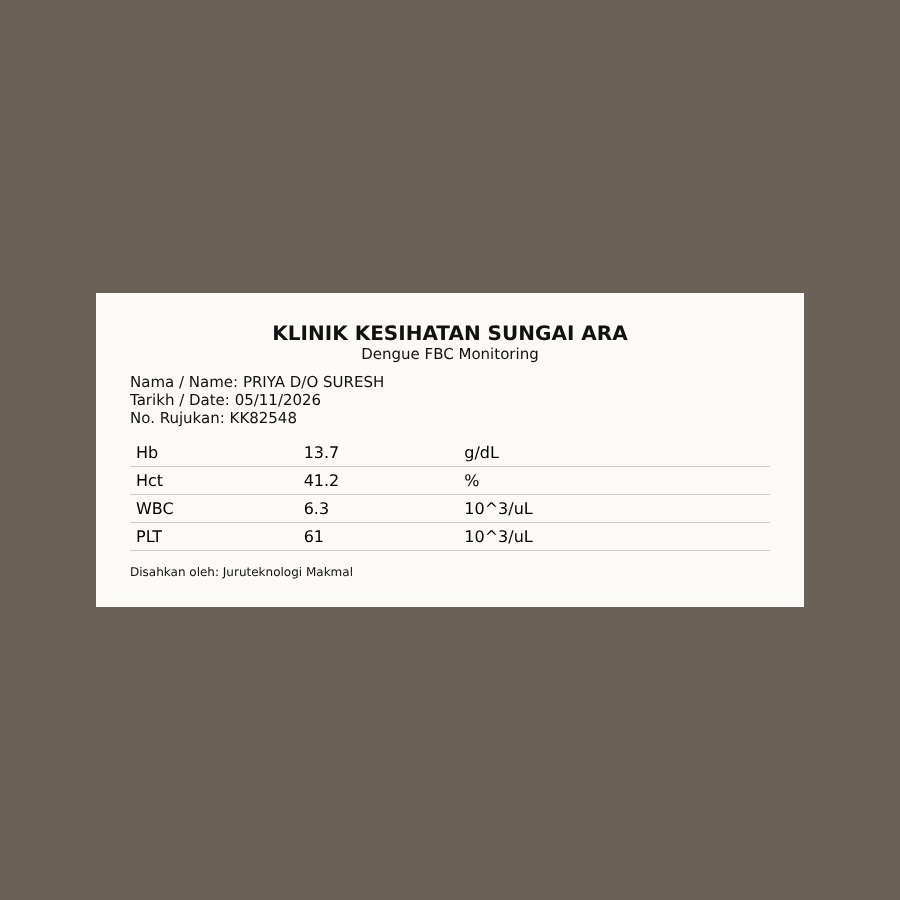 KLINIK KESIHATAN SUNGAI ARA
Dengue FBC Monitoring
Nama / Name: PRIYA D/O SURESH
Tarikh / Date: 05/11/2026
No. Rujukan: KK82548
Hb 13.7 g/dL
Hct 41.2 %
WBC 6.3 10^3/uL
PLT 61 10^3/uL
Disahkan oleh: Juruteknologi Makmal